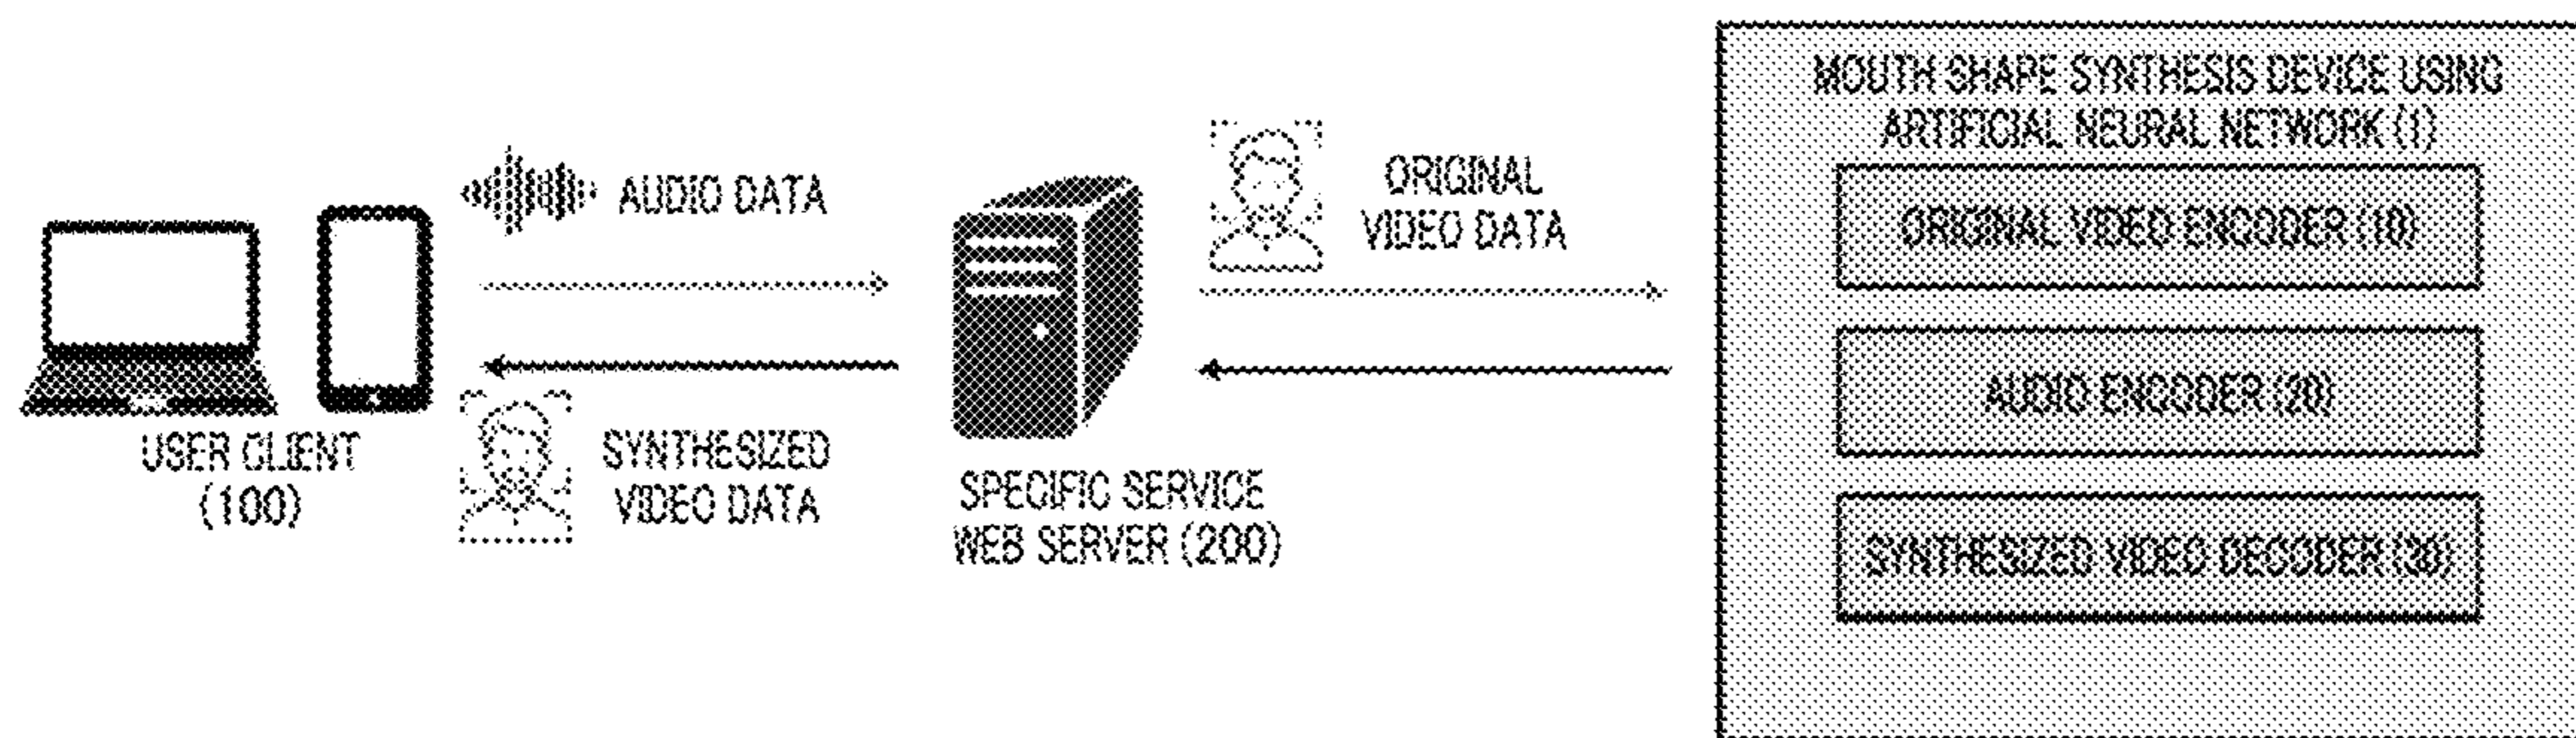 MOUTH SHAPE SYNTHESIS DEVICE USING
ARTIFICIAL NEURAL NETWORK (1)
ORIGINAL VIDEO ENCODER (10)
AUDIO ENCODER (20)
SYNTHESIZED VIDEO DECODER (30)
AUDIO DATA
ORIGINAL
VIDEO DATA
USER CLIENT
(100)
SYNTHESIZED
VIDEO DATA
SPECIFIC SERVICE
WEB SERVER (200)